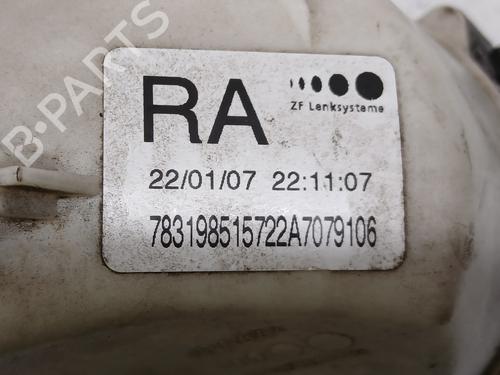 RA
ZF Lenksysteme
22/01/07 22:11:07
783198515722A7079106
B-PARTS